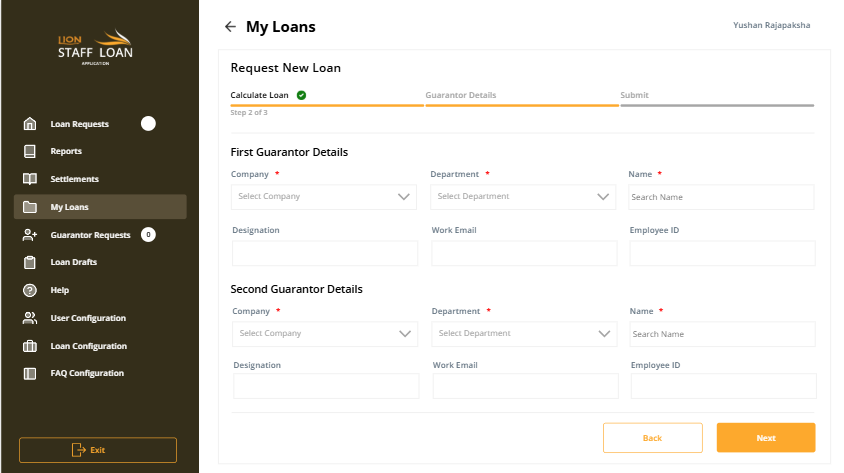 LION
STAFF LOAN
APPLICATION
Loan Requests
Reports
Settlements
My Loans
Guarantor Requests 0
Loan Drafts
Help
User Configuration
Loan Configuration
FAQ Configuration
Exit
My Loans
Yushan Rajapaksha
Request New Loan
Calculate Loan Guarantor Details Submit
Step 2 of 3
First Guarantor Details
Company * Department * Name *
Select Company Select Department Search Name
Designation Work Email Employee ID
Second Guarantor Details
Company * Department * Name *
Select Company Select Department Search Name
Designation Work Email Employee ID
Back Next